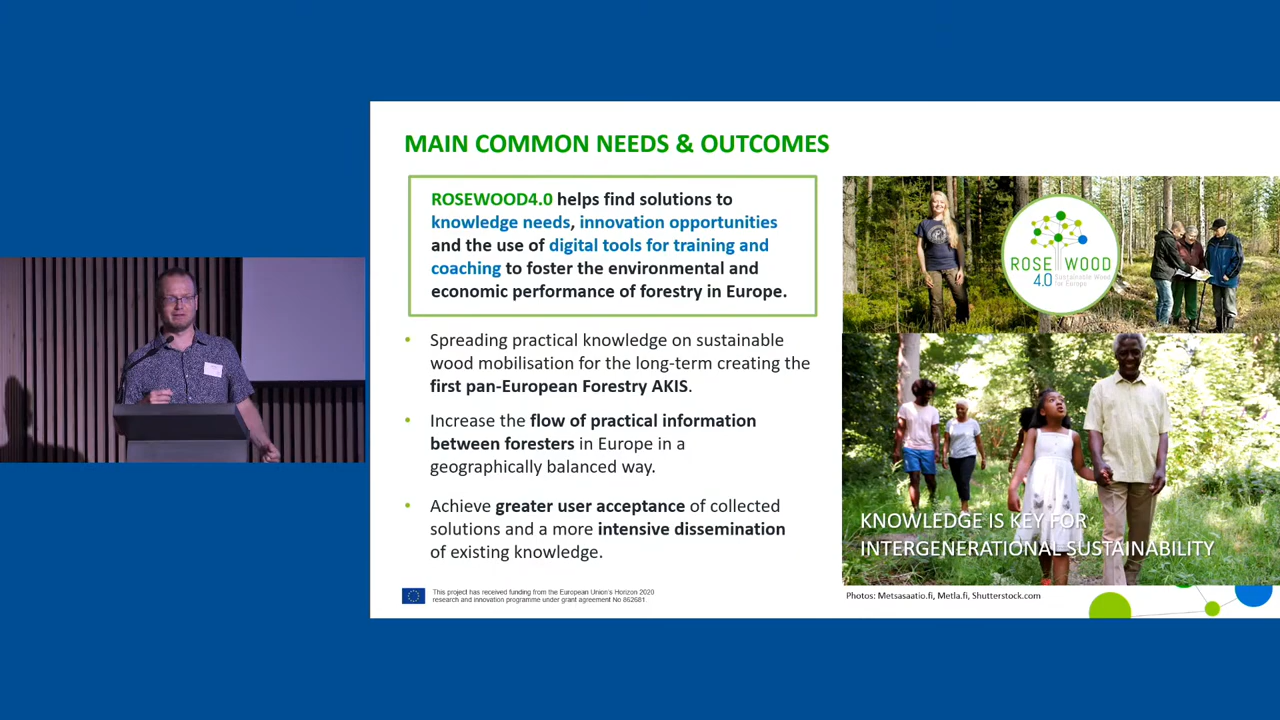 MAIN COMMON NEEDS & OUTCOMES
ROSEWOOD4.0 helps find solutions to
knowledge needs, innovation opportunities
and the use of digital tools for training and
coaching to foster the environmental and
economic performance of forestry in Europe.
• Spreading practical knowledge on sustainable
wood mobilisation for the long-term creating the
first pan-European Forestry AKIS.
• Increase the flow of practical information
between foresters in Europe in a
geographically balanced way.
• Achieve greater user acceptance of collected
solutions and a more intensive dissemination
of existing knowledge.
This project has received funding from the European Union's Horizon 2020
research and innovation programme under grant agreement No 862681
ROSEWOOD
4.0 Sustainable Wood
for Europe
KNOWLEDGE IS KEY FOR
INTERGENERATIONAL SUSTAINABILITY
Photos: Metsasaatio.fi, Metla.fi, Shutterstock.com